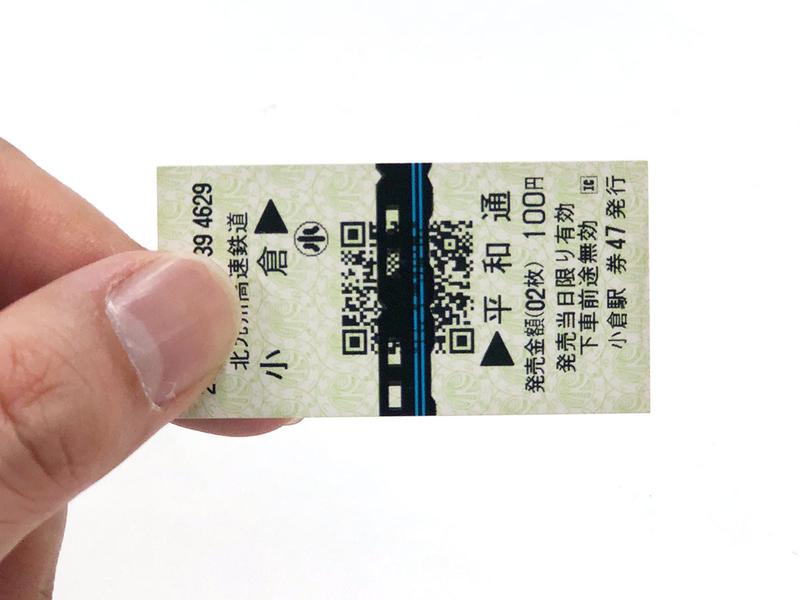 39 4629
北九州高速鉄道
小倉▶
小
▶平和通
発売金額(02枚) 100円
発売当日限り有効
下車前途無効 IC
小倉駅 券47発行